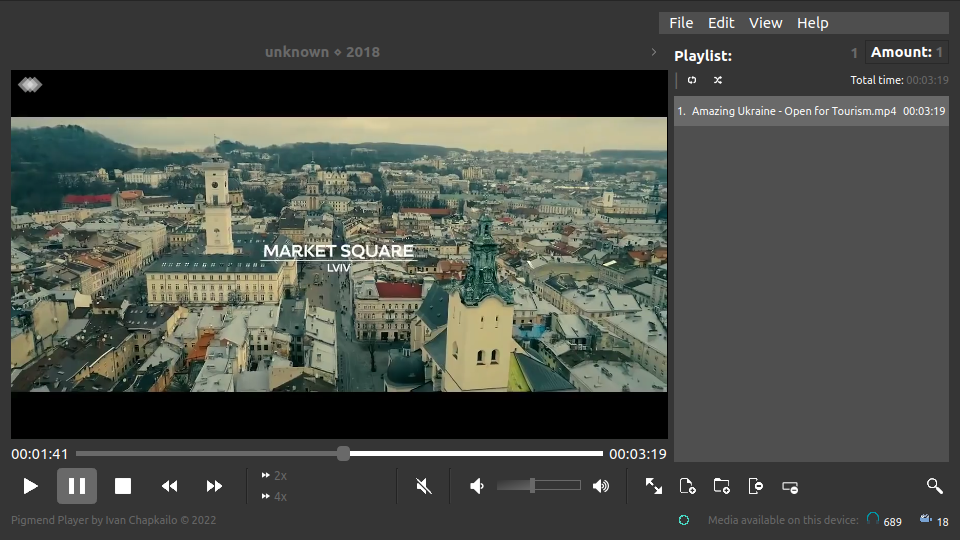 File Edit View Help
unknown ⋄ 2018
Playlist: 1 Amount: 1
Total time: 00:03:19
1. Amazing Ukraine - Open for Tourism.mp4 00:03:19
MARKET SQUARE
LVIV
00:01:41 00:03:19
2x
4x
Pigmend Player by Ivan Chapkailo © 2022
Media available on this device: 689 18